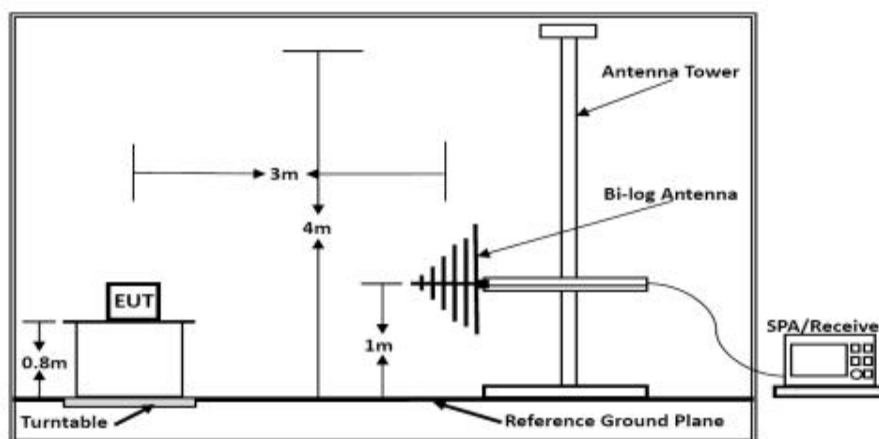 Antenna Tower
3m
Bi-log Antenna
4m
EUT
SPA/Receive
1m
0.8m
Turntable
Reference Ground Plane